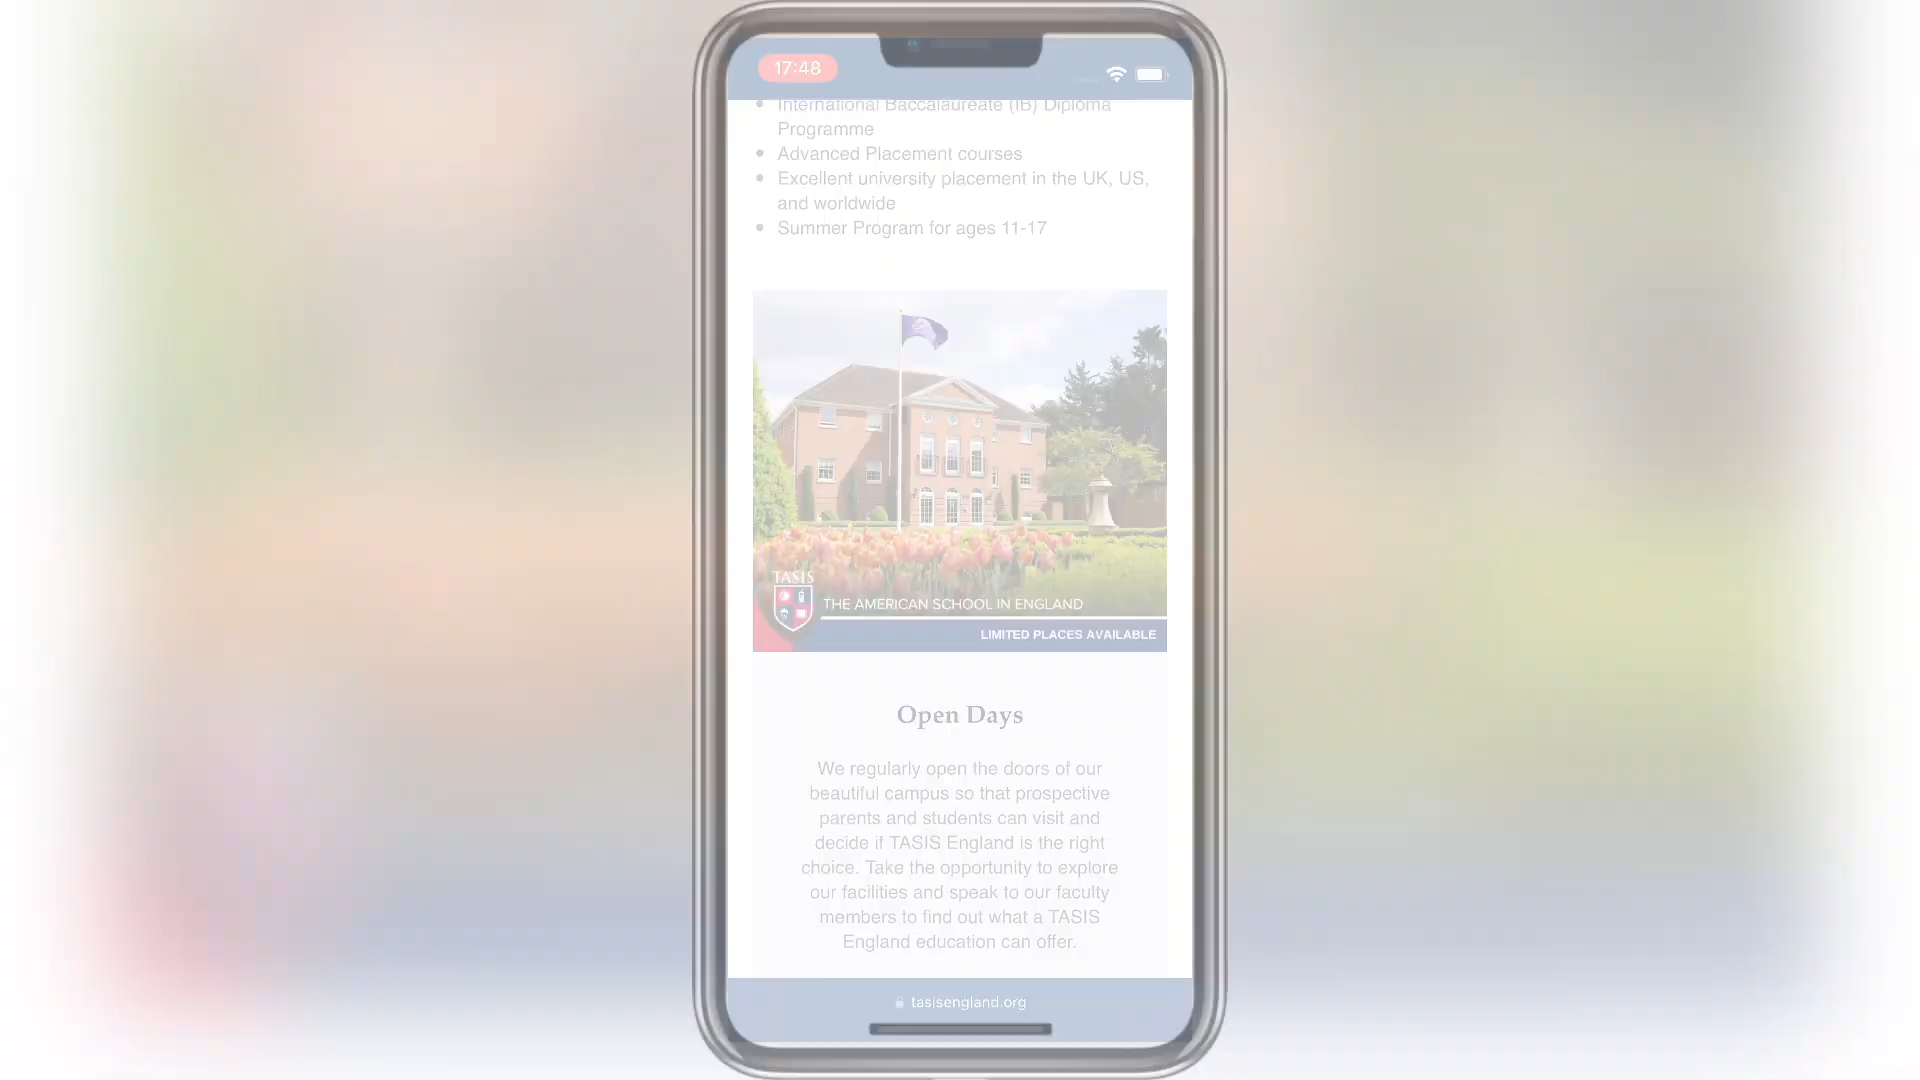 17:48
International Baccalaureate (IB) Diploma
Programme
Advanced Placement courses
Excellent university placement in the UK, US,
and worldwide
Summer Program for ages 11-17
TASIS
THE AMERICAN SCHOOL IN ENGLAND
LIMITED PLACES AVAILABLE
Open Days
We regularly open the doors of our
beautiful campus so that prospective
parents and students can visit and
decide if TASIS England is the right
choice. Take the opportunity to explore
our facilities and speak to our faculty
members to find out what a TASIS
England education can offer.
tasisengland.org